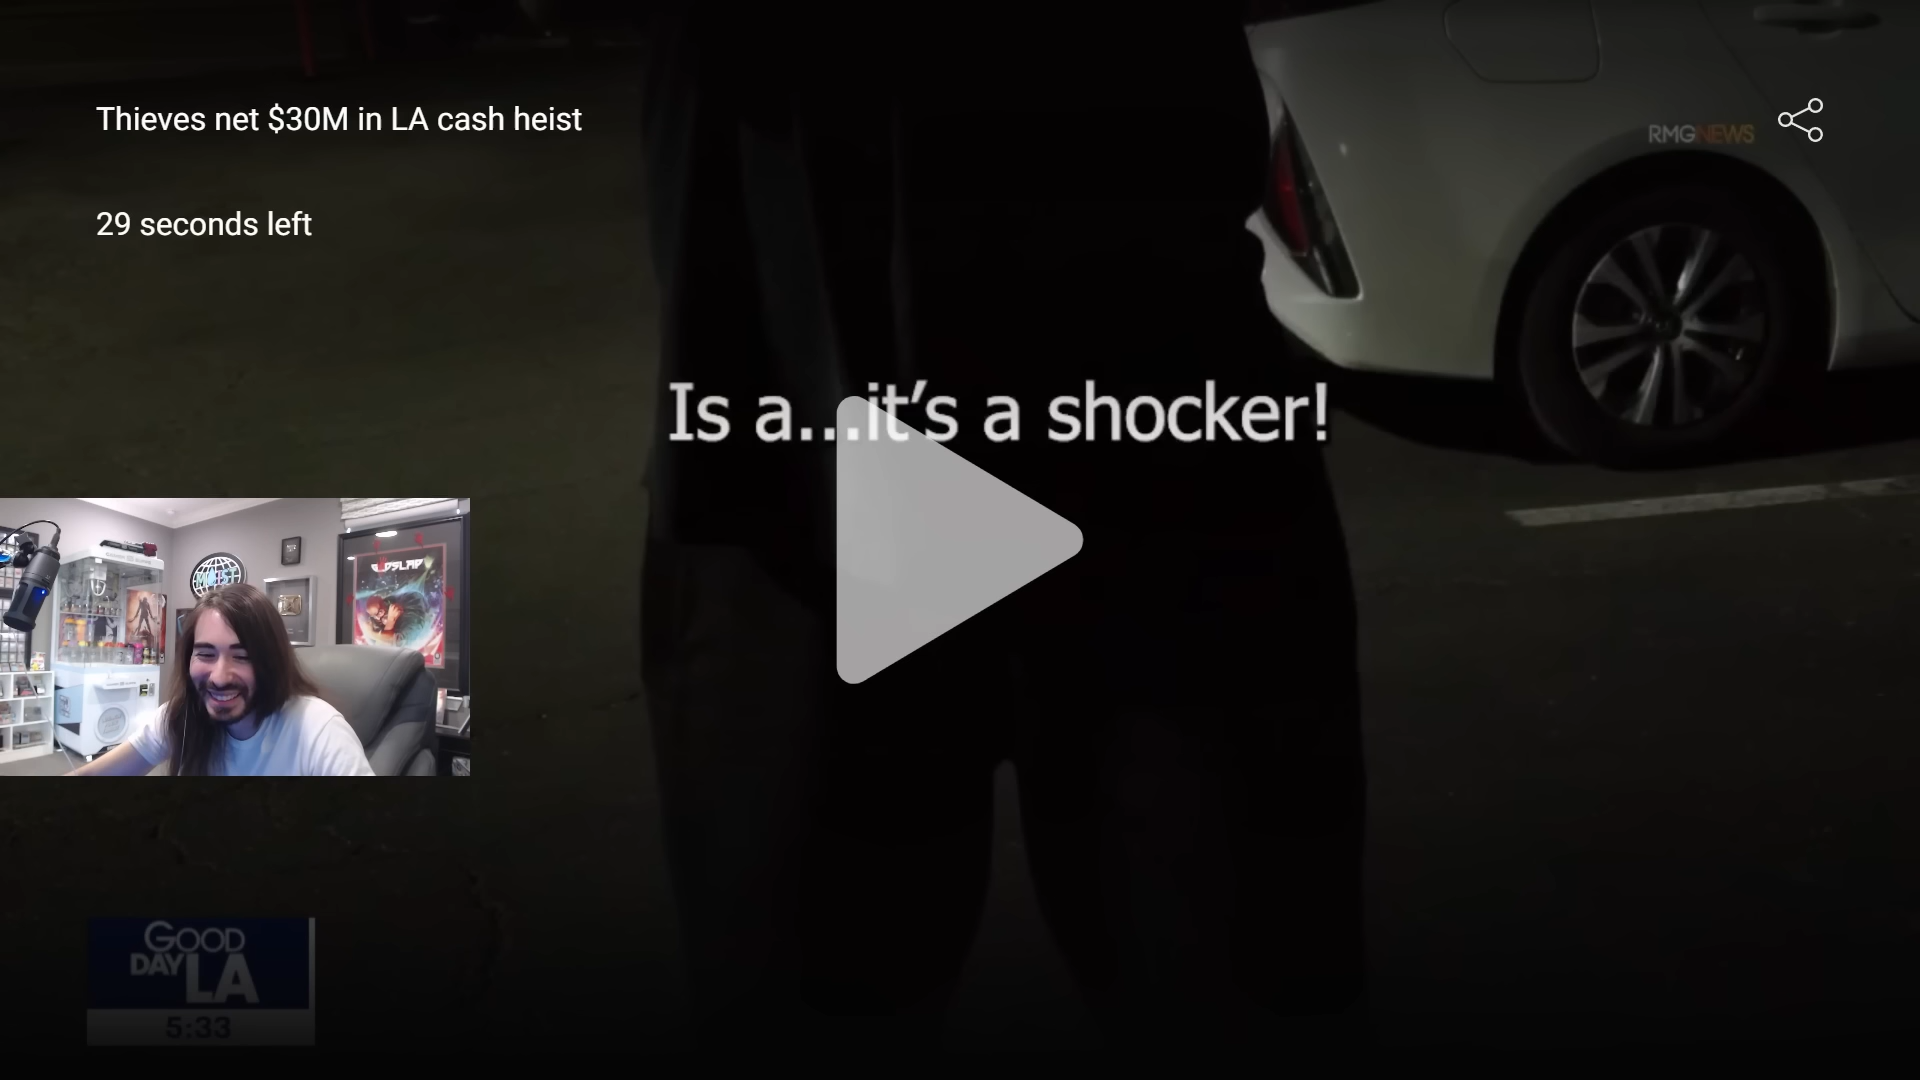 Thieves net $30M in LA cash heist
RMGNEWS
29 seconds left
Is a...it's a shocker!
MOIST
GOOD
DAY LA
5:33